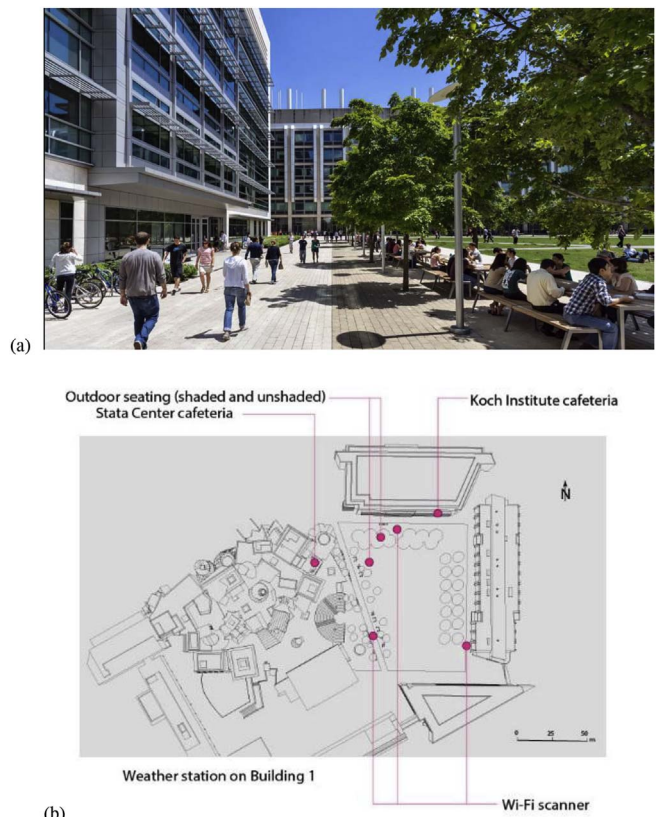 (a)
Outdoor seating (shaded and unshaded)
Stata Center cafeteria
Koch Institute cafeteria
N
0 25 50 m
Weather station on Building 1
Wi-Fi scanner
(b)